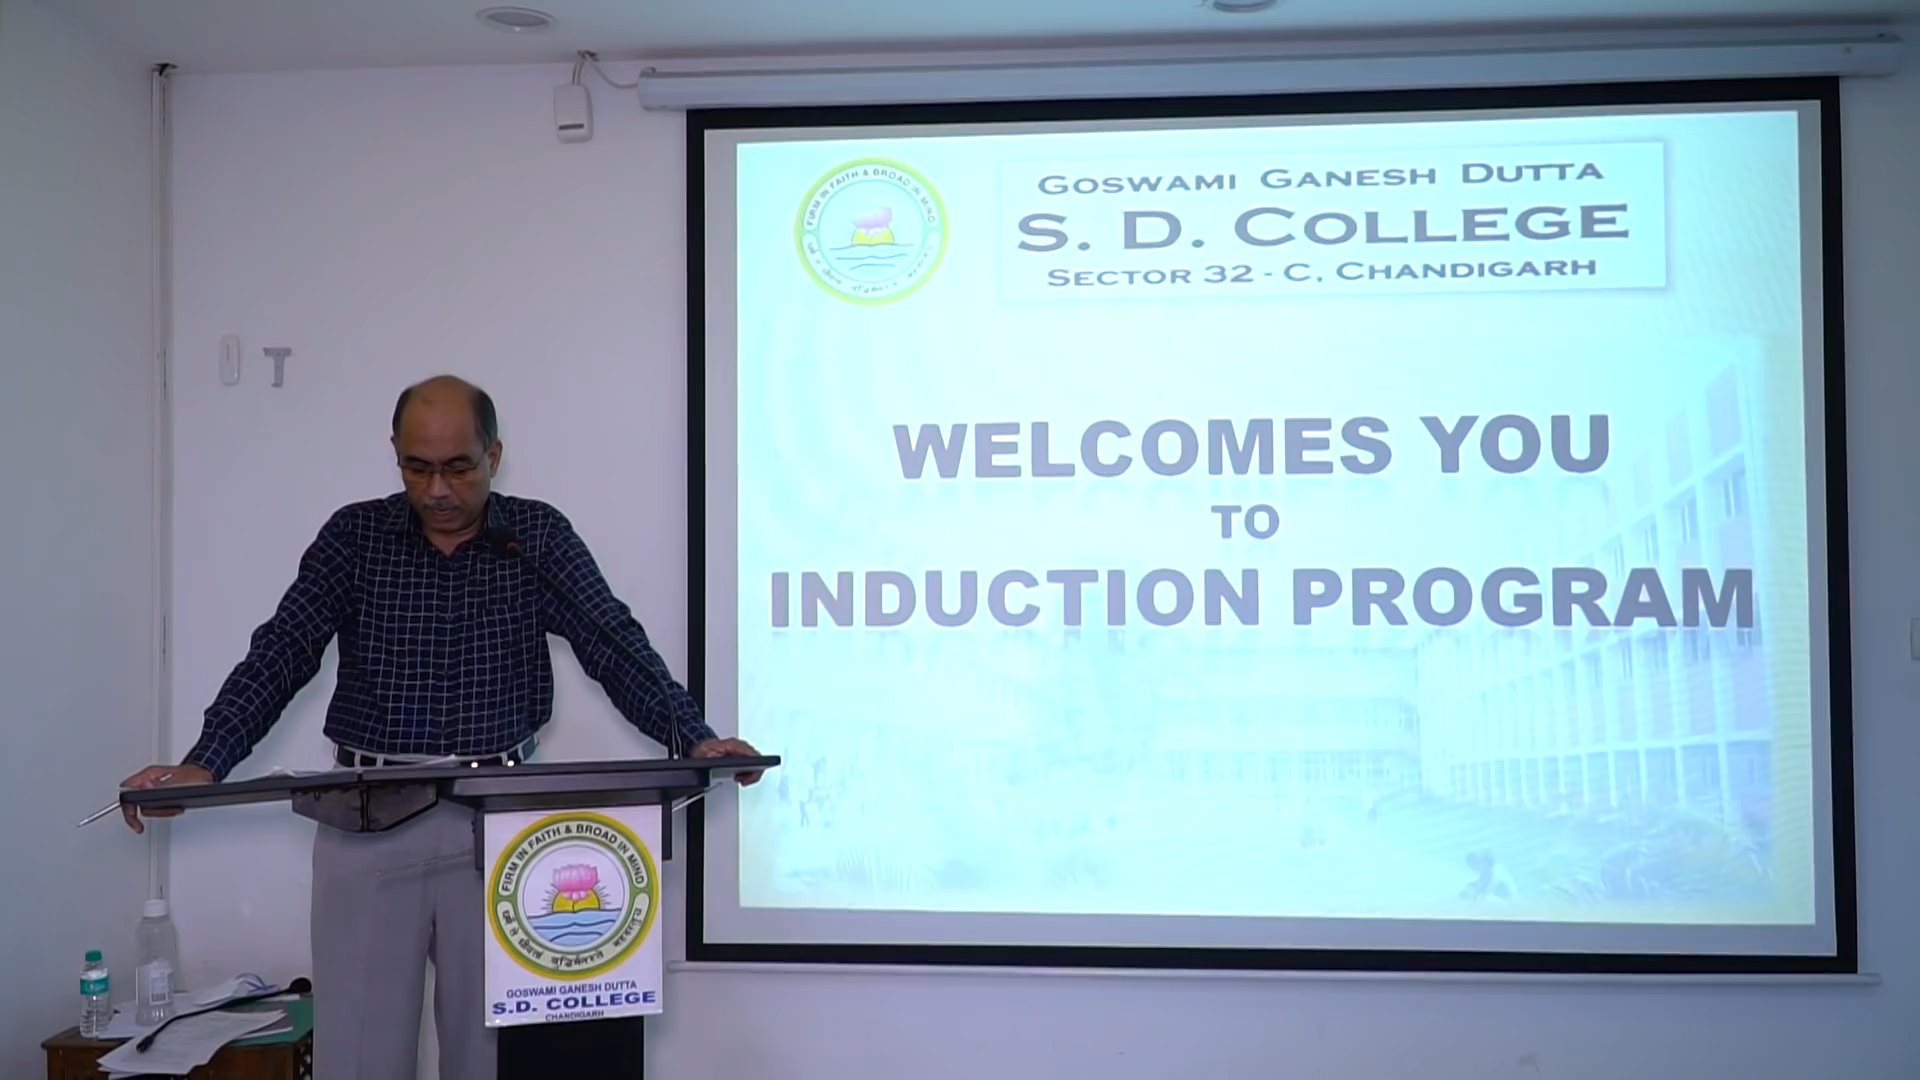 FIRM IN FAITH & BROAD IN MIND
GOSWAMI GANESH DUTTA
S. D. COLLEGE
SECTOR 32 - C, CHANDIGARH
WELCOMES YOU
TO
INDUCTION PROGRAM
FIRM IN FAITH & BROAD IN MIND
GOSWAMI GANESH DUTTA
S.D. COLLEGE
CHANDIGARH